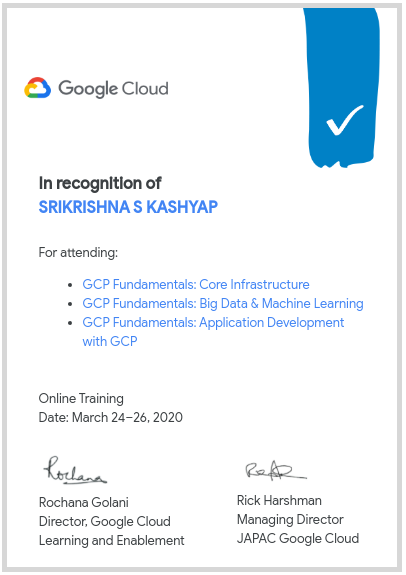 Google Cloud
In recognition of
SRIKRISHNA S KASHYAP
For attending:
• GCP Fundamentals: Core Infrastructure
• GCP Fundamentals: Big Data & Machine Learning
• GCP Fundamentals: Application Development
with GCP
Online Training
Date: March 24–26, 2020
Rochana
Rochana Golani
Director, Google Cloud
Learning and Enablement
Rick Harshman
Managing Director
JAPAC Google Cloud